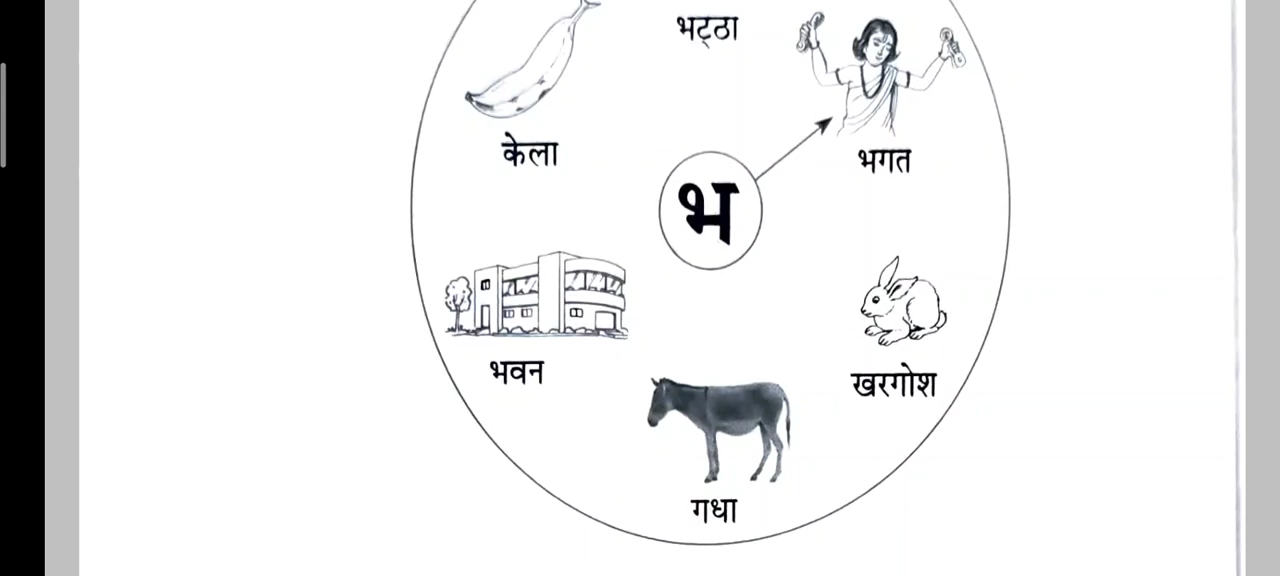 भट्ठा
केला
भगत
भ
भवन
खरगोश
गधा